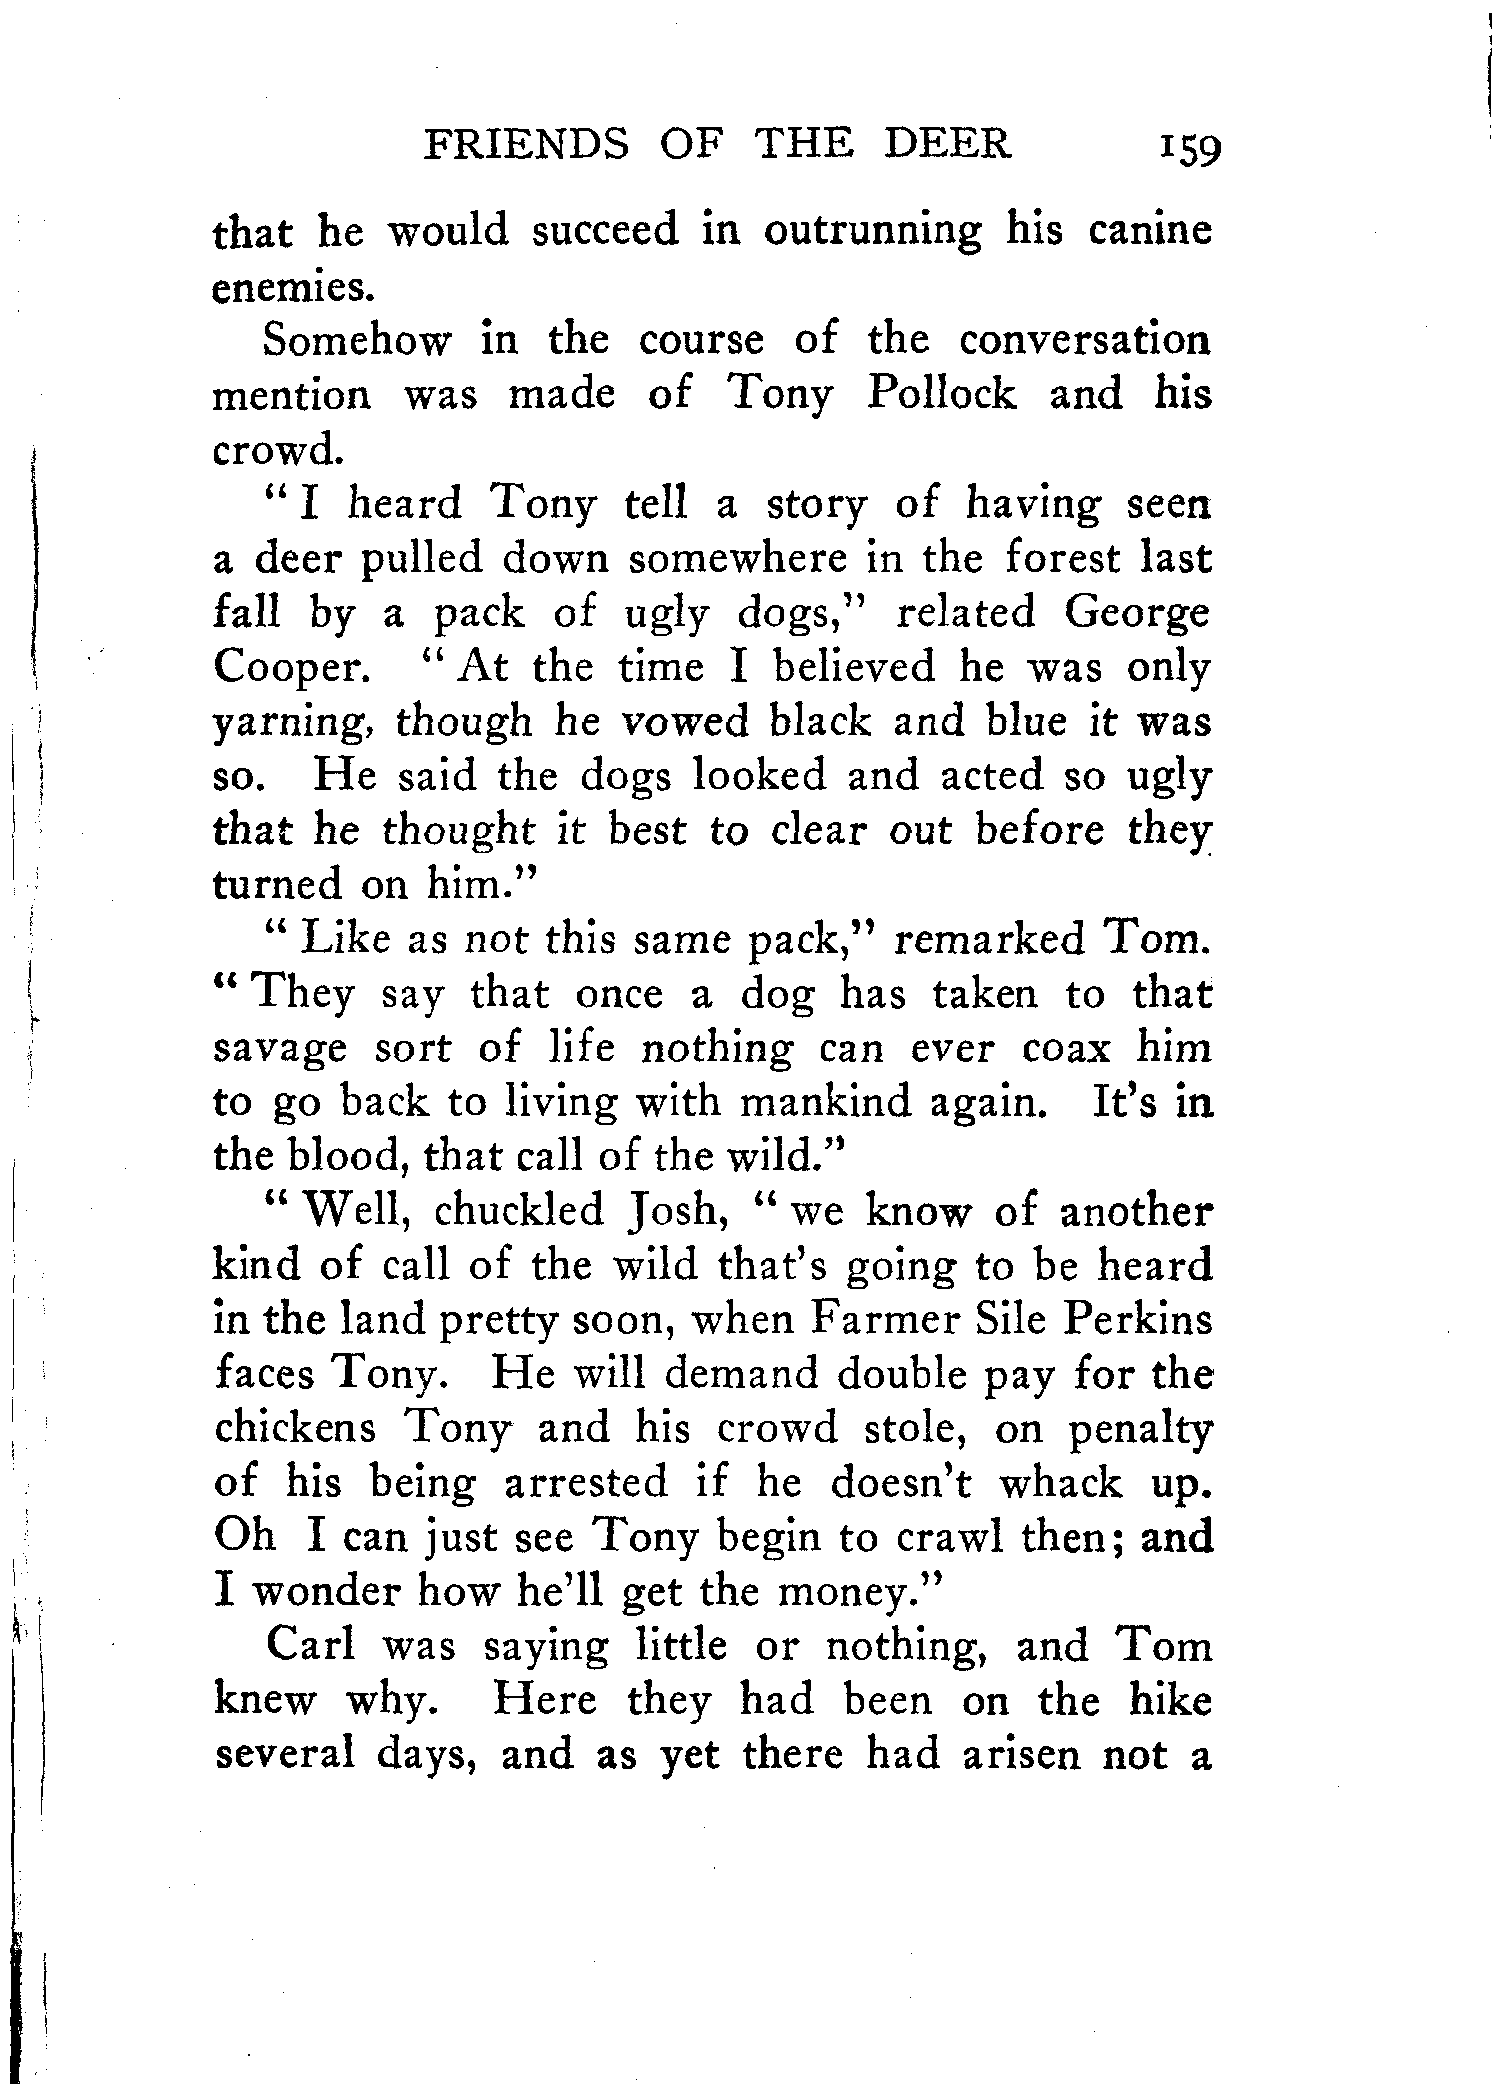 FRIENDS OF THE DEER 159
that he would succeed in outrunning his canine
enemies.
Somehow in the course of the conversation
mention was made of Tony Pollock and his
crowd.
" I heard Tony tell a story of having seen
a deer pulled down somewhere in the forest last
fall by a pack of ugly dogs," related George
Cooper. " At the time I believed he was only
yarning, though he vowed black and blue it was
so. He said the dogs looked and acted so ugly
that he thought it best to clear out before they
turned on him."
" Like as not this same pack," remarked Tom.
" They say that once a dog has taken to that
savage sort of life nothing can ever coax him
to go back to living with mankind again. It's in
the blood, that call of the wild."
" Well, chuckled Josh, " we know of another
kind of call of the wild that's going to be heard
in the land pretty soon, when Farmer Sile Perkins
faces Tony. He will demand double pay for the
chickens Tony and his crowd stole, on penalty
of his being arrested if he doesn't whack up.
Oh I can just see Tony begin to crawl then; and
I wonder how he'll get the money."
Carl was saying little or nothing, and Tom
knew why. Here they had been on the hike
several days, and as yet there had arisen not a